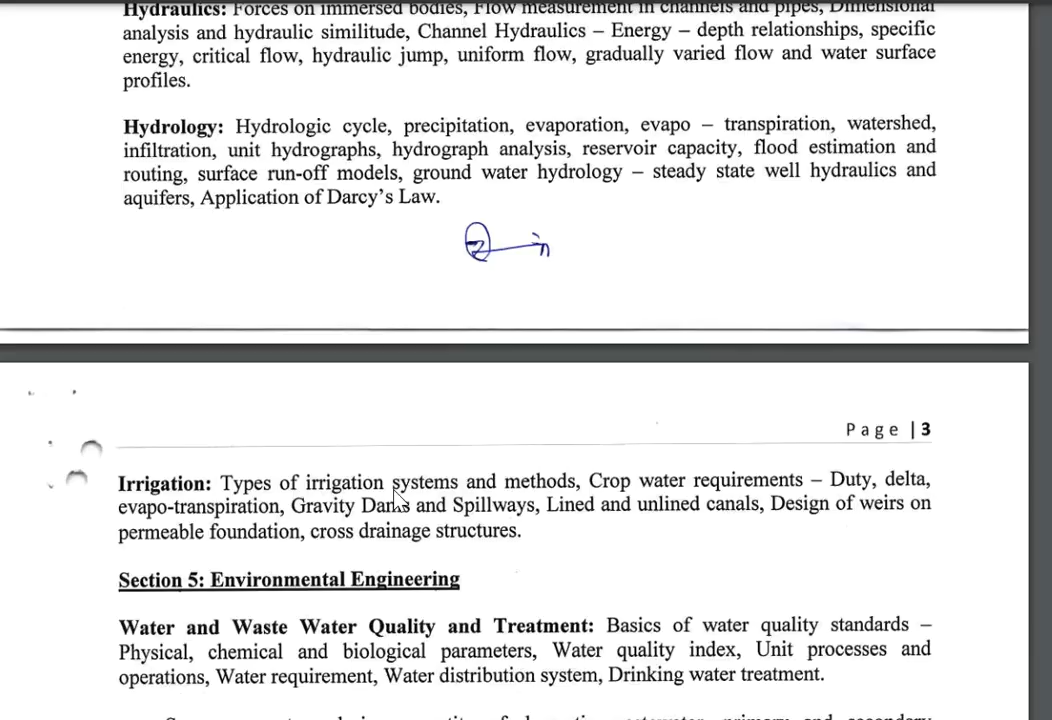 Hydraulics: Forces on immersed bodies, Flow measurement in channels and pipes, Dimensional
analysis and hydraulic similitude, Channel Hydraulics – Energy – depth relationships, specific
energy, critical flow, hydraulic jump, uniform flow, gradually varied flow and water surface
profiles.
Hydrology: Hydrologic cycle, precipitation, evaporation, evapo – transpiration, watershed,
infiltration, unit hydrographs, hydrograph analysis, reservoir capacity, flood estimation and
routing, surface run-off models, ground water hydrology – steady state well hydraulics and
aquifers, Application of Darcy's Law.
Page | 3
Irrigation: Types of irrigation systems and methods, Crop water requirements – Duty, delta,
evapo-transpiration, Gravity Dams and Spillways, Lined and unlined canals, Design of weirs on
permeable foundation, cross drainage structures.
Section 5: Environmental Engineering
Water and Waste Water Quality and Treatment: Basics of water quality standards –
Physical, chemical and biological parameters, Water quality index, Unit processes and
operations, Water requirement, Water distribution system, Drinking water treatment.